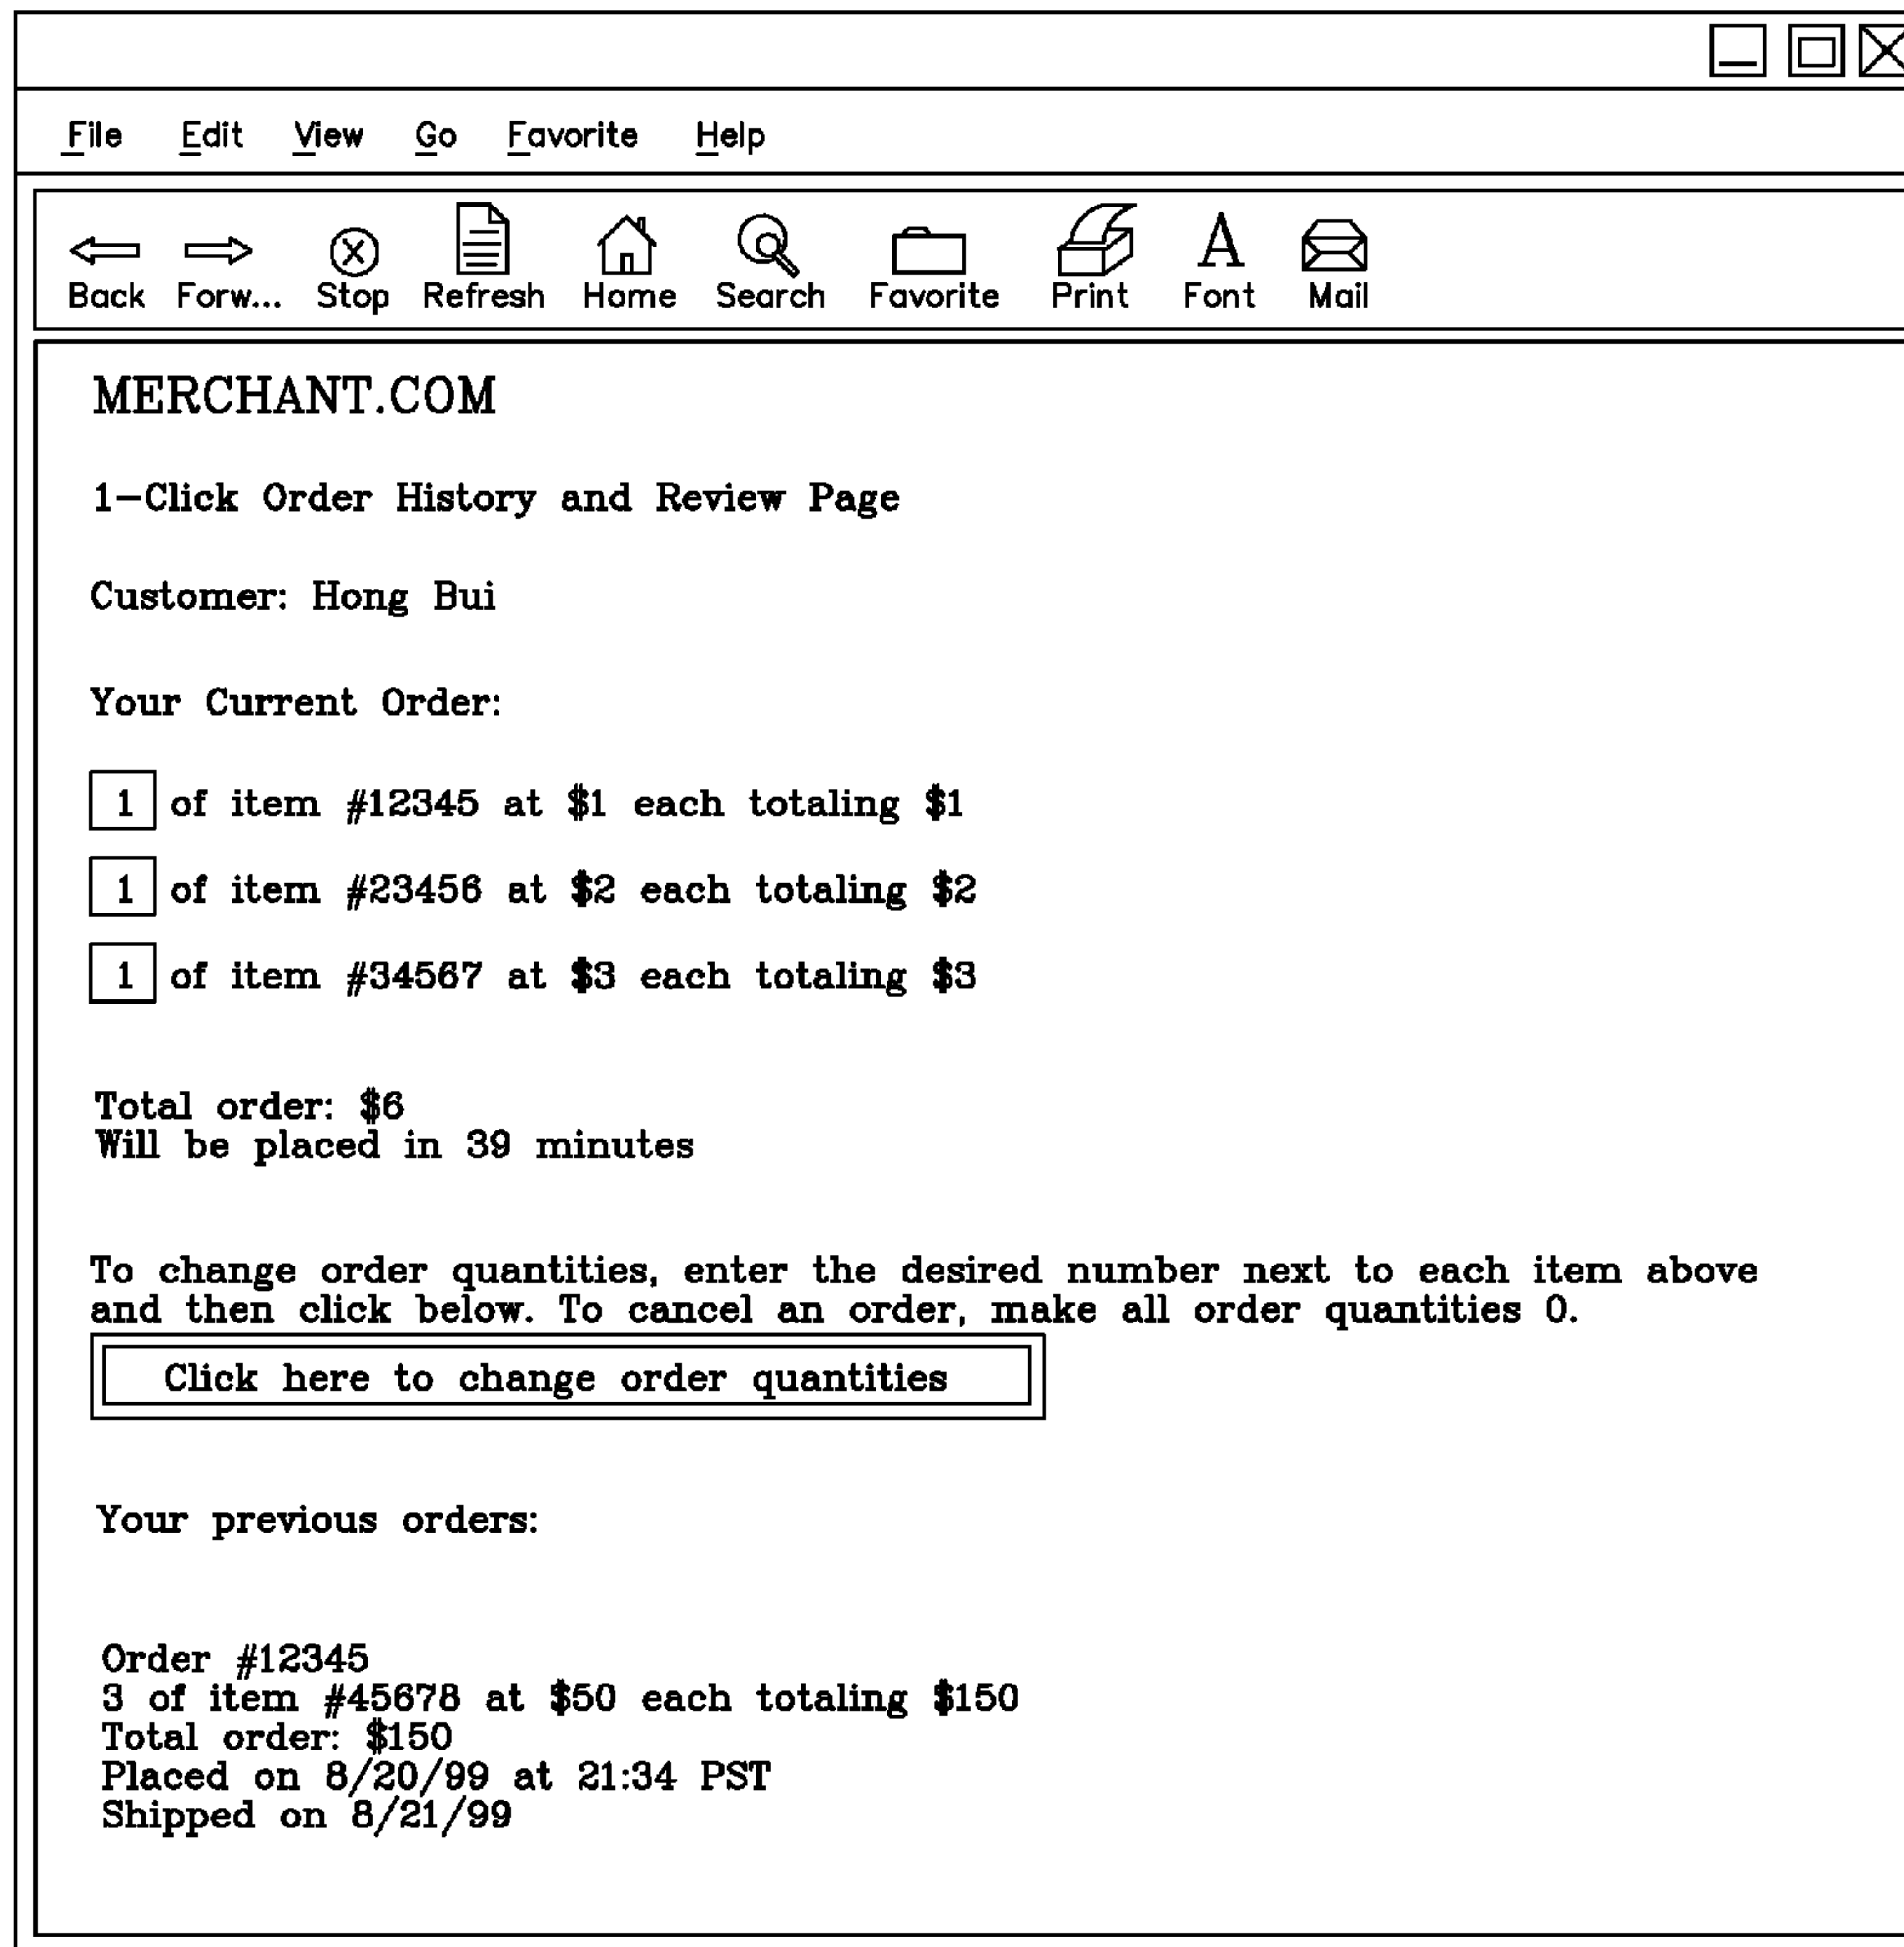 File Edit View Go Favorite Help
Back Forw... Stop Refresh Home Search Favorite Print Font Mail
MERCHANT.COM
1-Click Order History and Review Page
Customer: Hong Bui
Your Current Order:
1 of item #12345 at $1 each totaling $1
1 of item #23456 at $2 each totaling $2
1 of item #34567 at $3 each totaling $3
Total order: $6
Will be placed in 39 minutes
To change order quantities, enter the desired number next to each item above
and then click below. To cancel an order, make all order quantities 0.
Click here to change order quantities
Your previous orders:
Order #12345
3 of item #45678 at $50 each totaling $150
Total order: $150
Placed on 8/20/99 at 21:34 PST
Shipped on 8/21/99